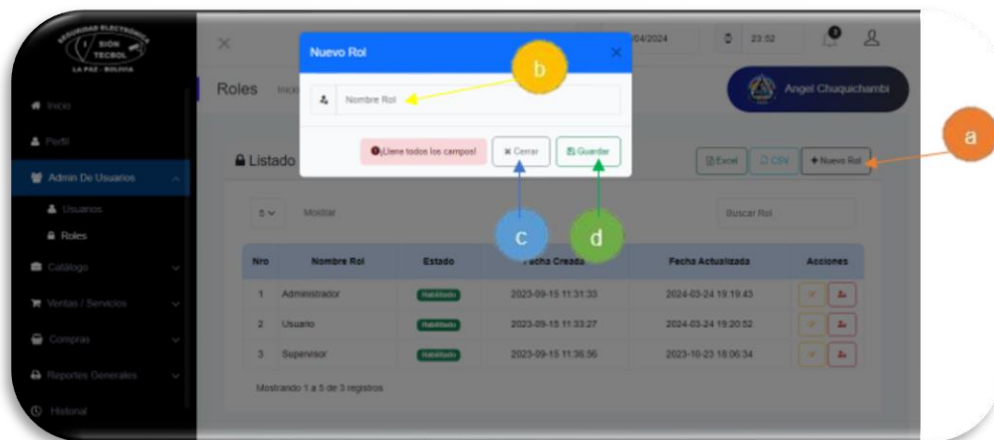 SEGURIDAD ELECTRÓNICA
SION
TECBOL
LA PAZ - BOLIVIA
Inicio
Perfil
Admin De Usuarios
Usuarios
Roles
Catálogo
Ventas / Servicios
Compras
Reportes Generales
Historial
/04/2024
23:52
Roles
Angel Chuquichambi
Nuevo Rol
Nombre Rol
¡Llene todos los campos!
Cerrar
Guardar
a
b
c
d
Listado
Excel
CSV
+ Nuevo Rol
5
Mostrar
Buscar Rol
Nro Nombre Rol Estado Fecha Creada Fecha Actualizada Acciones
1 Administrador Habilitado 2023-09-15 11:31:33 2024-03-24 19:19:43
2 Usuario Habilitado 2023-09-15 11:33:27 2024-03-24 19:20:52
3 Supervisor Habilitado 2023-09-15 11:36:56 2023-10-23 18:06:34
Mostrando 1 a 5 de 3 registros